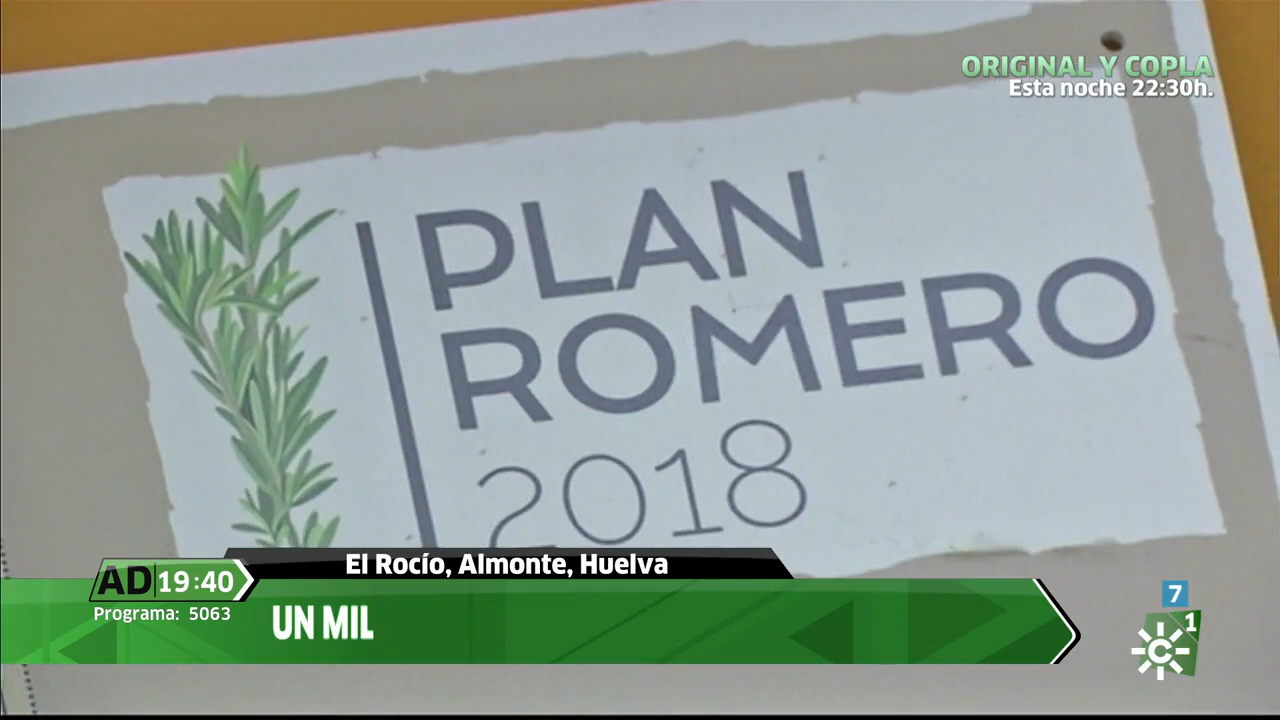 ORIGINAL Y COPLA
Esta noche 22:30h.
PLAN
ROMERO
2018
El Rocío, Almonte, Huelva
AD 19:40
Programa: 5063
UN MIL
7
1